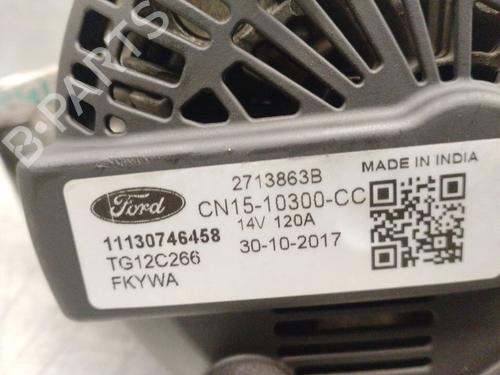 2713863B
MADE IN INDIA
Ford
CN15-10300-CC
14V 120A
11130746458
30-10-2017
TG12C266
FKYWA
B-PARTS